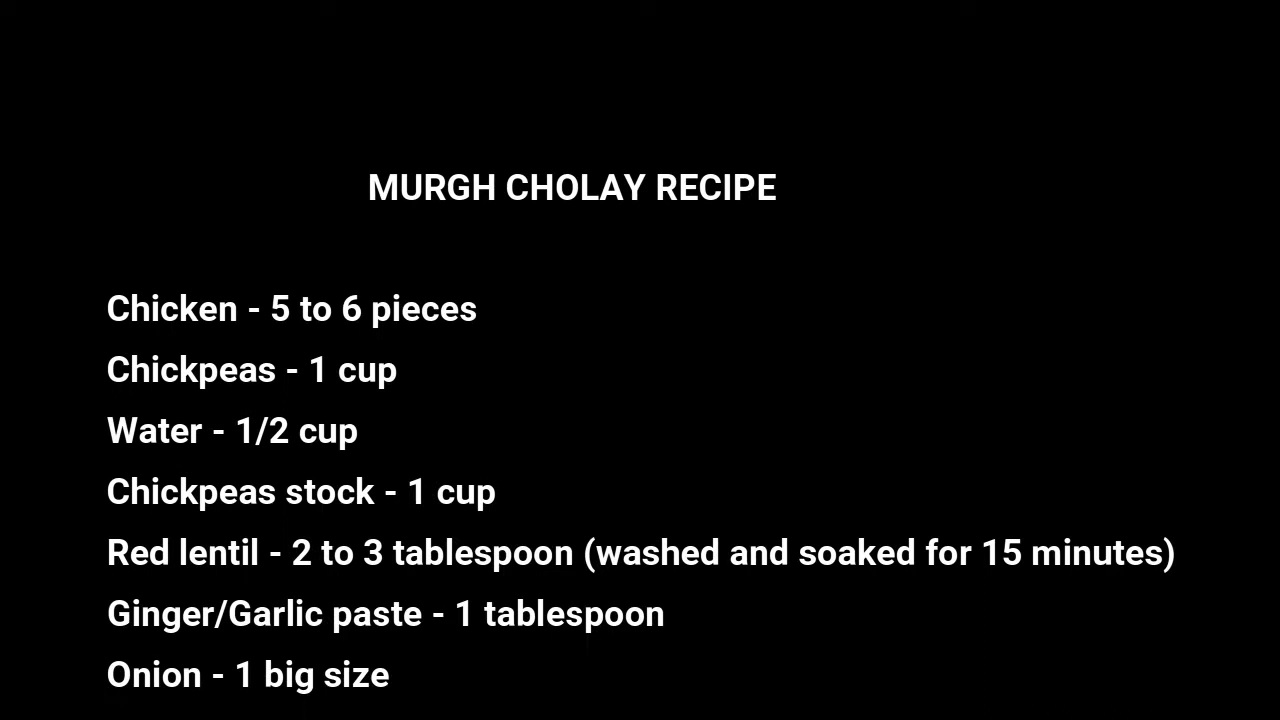 MURGH CHOLAY RECIPE
Chicken - 5 to 6 pieces
Chickpeas - 1 cup
Water - 1/2 cup
Chickpeas stock - 1 cup
Red lentil - 2 to 3 tablespoon (washed and soaked for 15 minutes)
Ginger/Garlic paste - 1 tablespoon
Onion - 1 big size